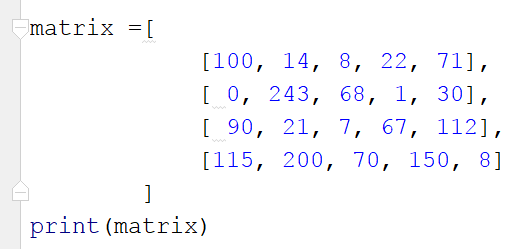 matrix =[
[100, 14, 8, 22, 71],
[ 0, 243, 68, 1, 30],
[ 90, 21, 7, 67, 112],
[115, 200, 70, 150, 8]
]
print(matrix)